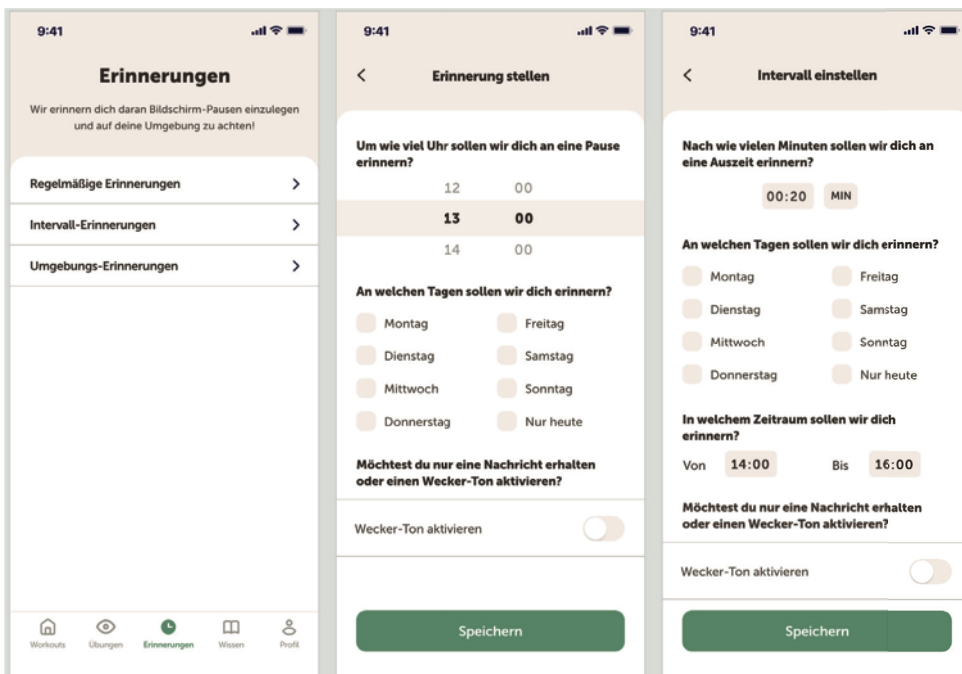 9:41
Erinnerungen
Wir erinnern dich daran Bildschirm-Pausen einzulegen
und auf deine Umgebung zu achten!
Regelmäßige Erinnerungen
Intervall-Erinnerungen
Umgebungs-Erinnerungen
Workouts Übungen Erinnerungen Wissen Profil
9:41
Erinnerung stellen
Um wie viel Uhr sollen wir dich an eine Pause
erinnern?
12 00
13 00
14 00
An welchen Tagen sollen wir dich erinnern?
Montag Freitag
Dienstag Samstag
Mittwoch Sonntag
Donnerstag Nur heute
Möchtest du nur eine Nachricht erhalten
oder einen Wecker-Ton aktivieren?
Wecker-Ton aktivieren
Speichern
9:41
Intervall einstellen
Nach wie vielen Minuten sollen wir dich an
eine Auszeit erinnern?
00:20 MIN
An welchen Tagen sollen wir dich erinnern?
Montag Freitag
Dienstag Samstag
Mittwoch Sonntag
Donnerstag Nur heute
In welchem Zeitraum sollen wir dich
erinnern?
Von 14:00 Bis 16:00
Möchtest du nur eine Nachricht erhalten
oder einen Wecker-Ton aktivieren?
Wecker-Ton aktivieren
Speichern